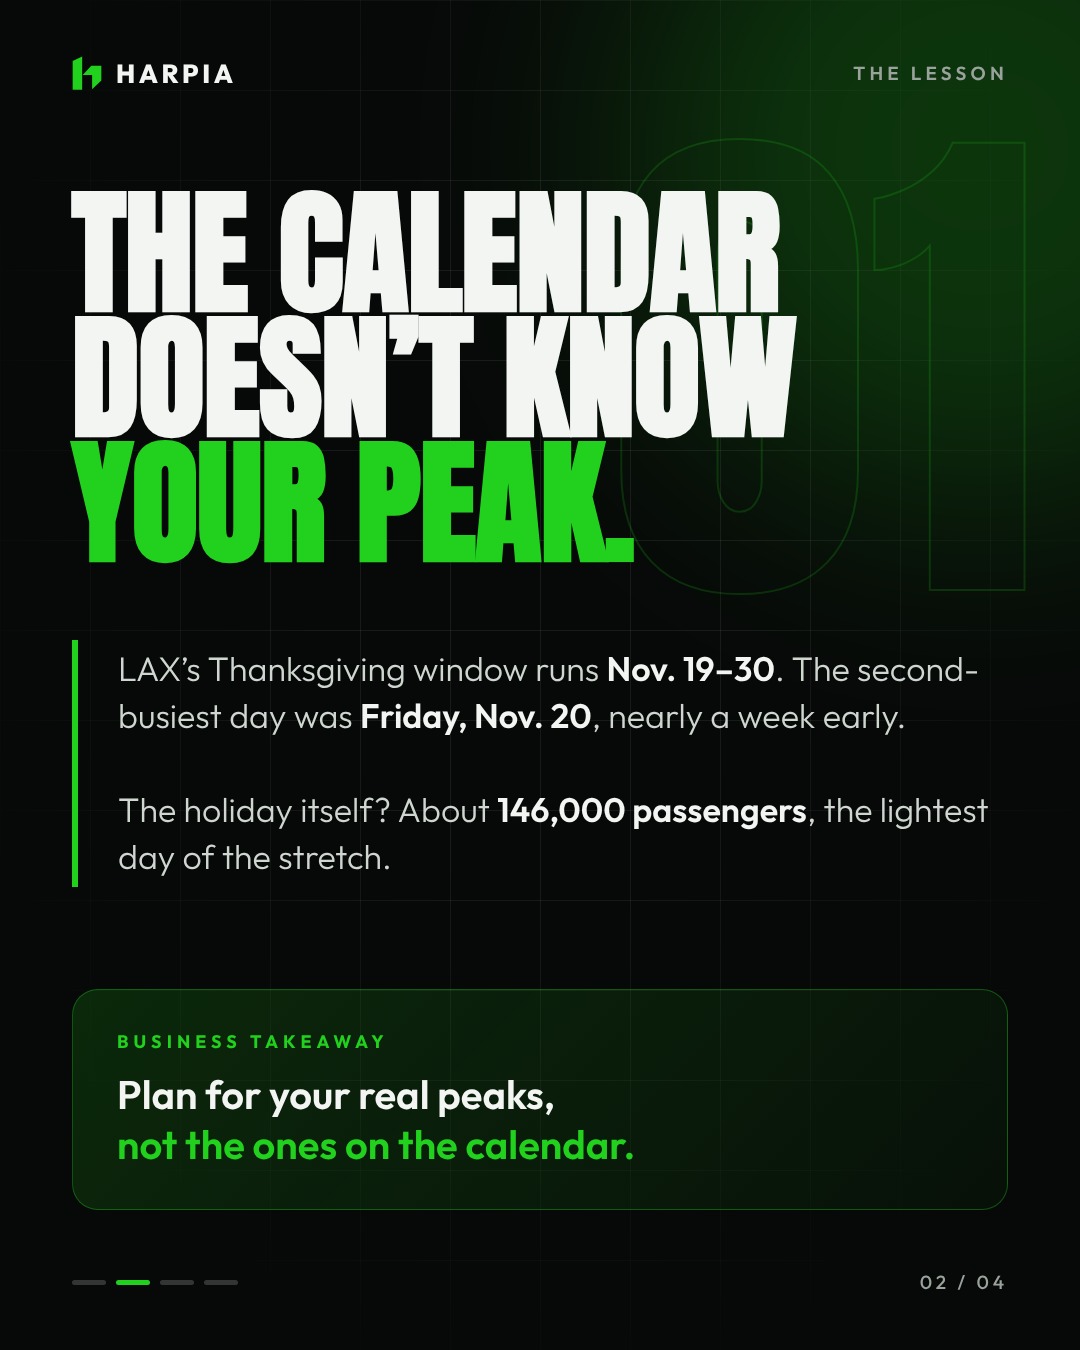 HARPIA
THE LESSON
01
THE CALENDAR
DOESN’T KNOW
YOUR PEAK.
LAX’s Thanksgiving window runs Nov. 19–30. The second-
busiest day was Friday, Nov. 20, nearly a week early.
The holiday itself? About 146,000 passengers, the lightest
day of the stretch.
BUSINESS TAKEAWAY
Plan for your real peaks,
not the ones on the calendar.
02 / 04